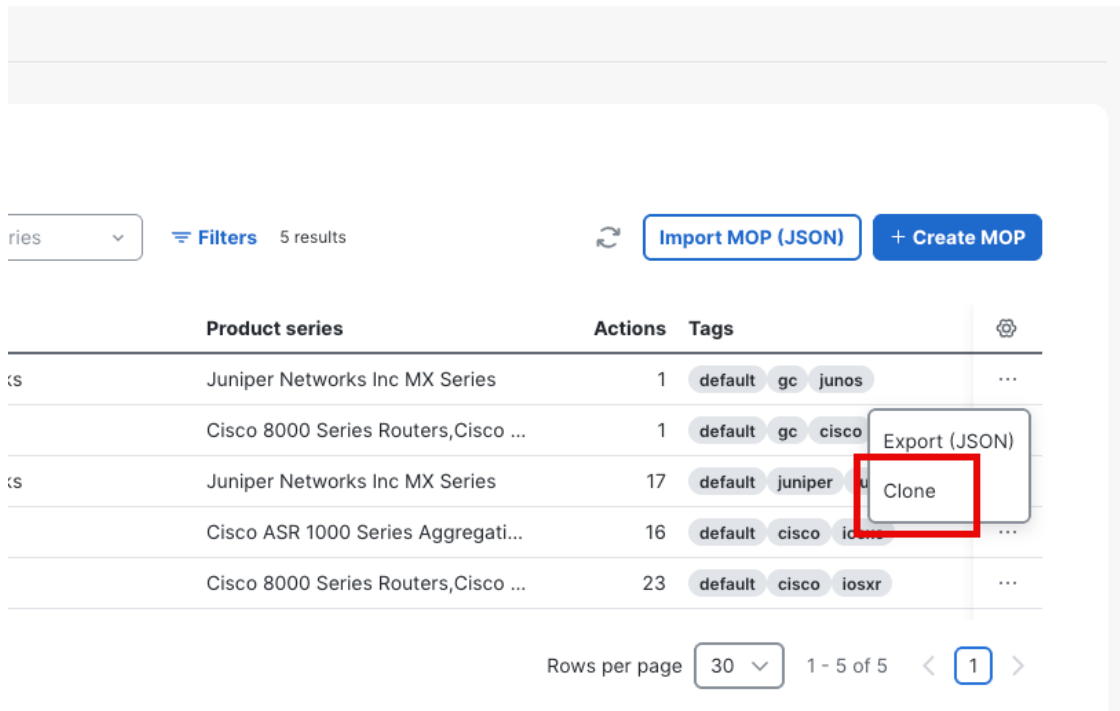 ries Filters 5 results Import MOP (JSON) + Create MOP
Product series Actions Tags
ks Juniper Networks Inc MX Series 1 default gc junos ...
Cisco 8000 Series Routers,Cisco ... 1 default gc cisco
Export (JSON)
ks Juniper Networks Inc MX Series 17 default juniper
Clone
Cisco ASR 1000 Series Aggregati... 16 default cisco ...
Cisco 8000 Series Routers,Cisco ... 23 default cisco iosxr ...
Rows per page 30 1 - 5 of 5 1